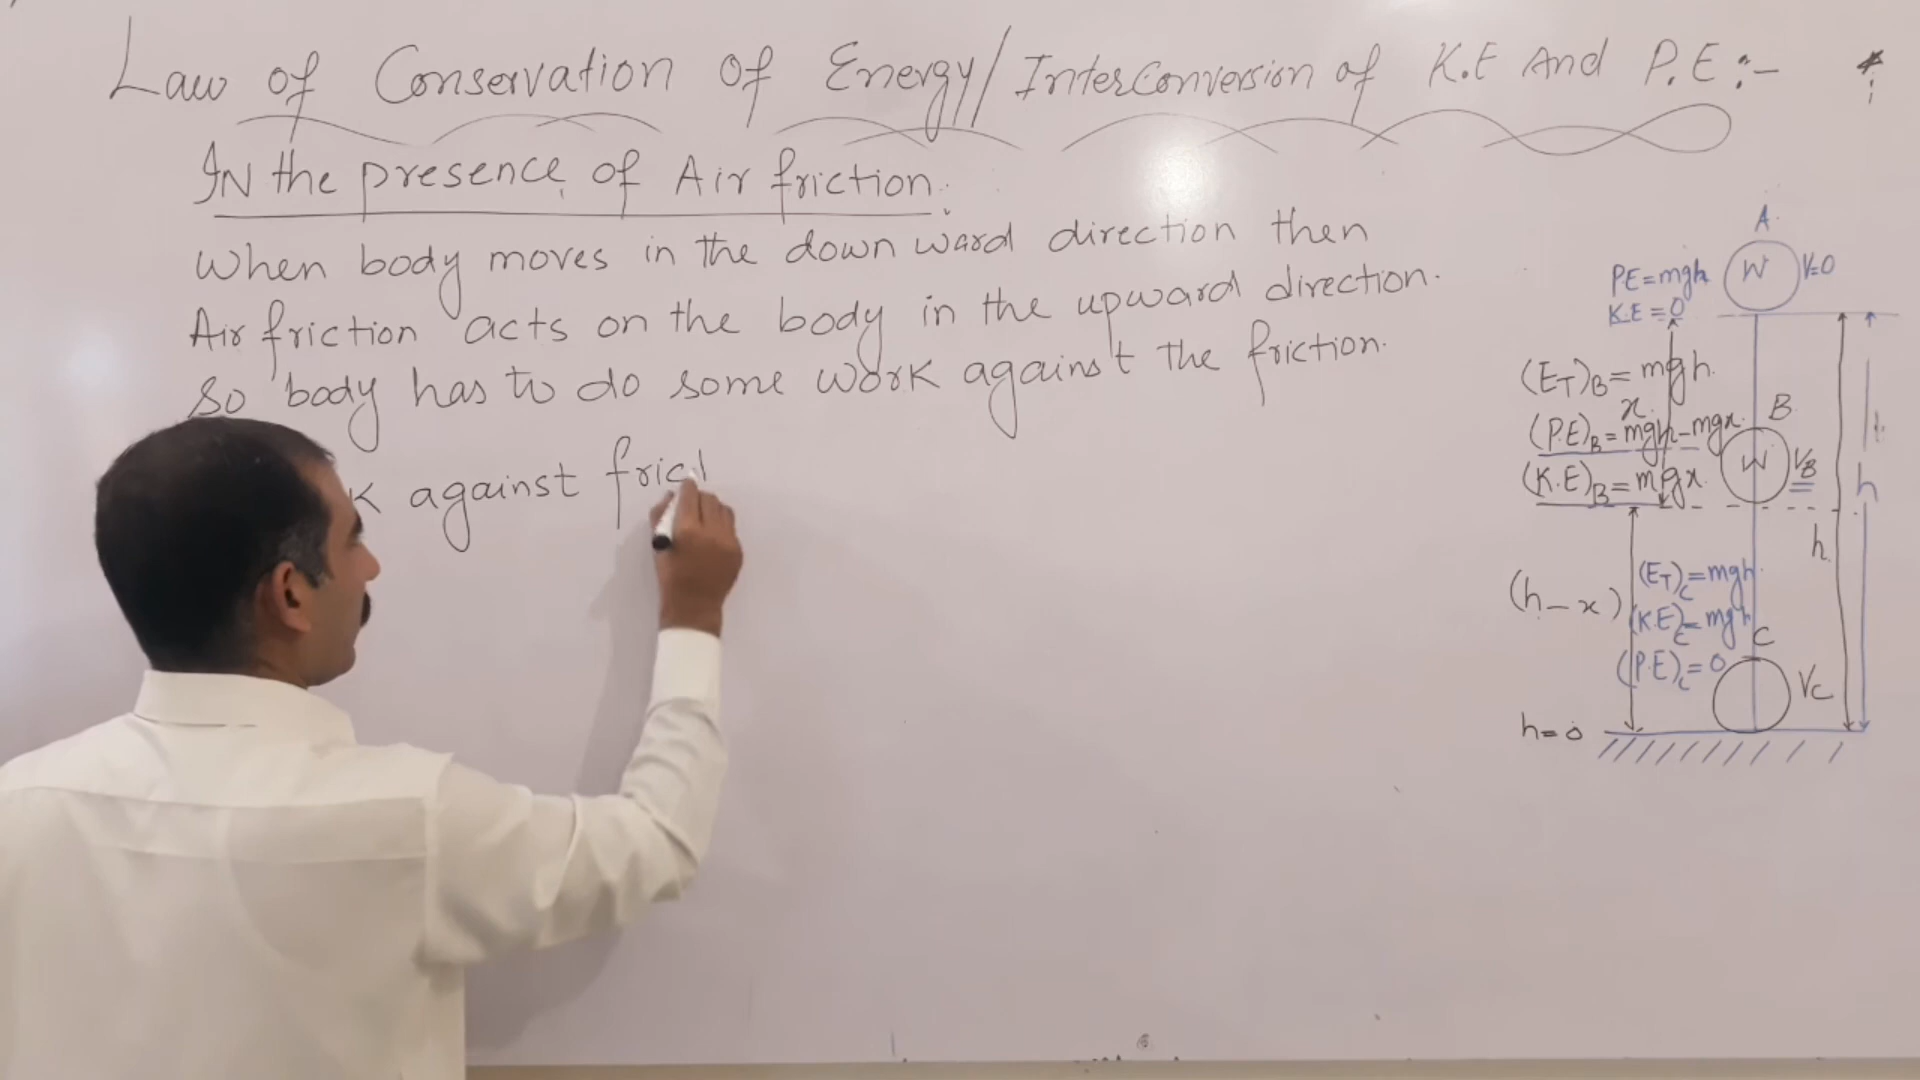 Law of Conservation Of Energy/InterConversion of K.E And P.E:-
IN the presence of Air friction.
When body moves in the down ward direction then
Air friction acts on the body in the upward direction.
So body has to do some work against the friction.
against
A
PE=mgh
W
V=0
K.E=0
(ET)B=mgh
x
B
(P.E)B=mgh-mgx
W
VB
(K.E)B=mgx
h
h
(ET)C=mgh
(h-x)
(K.E)C=mgh
C
(P.E)C=0
VC
h=0